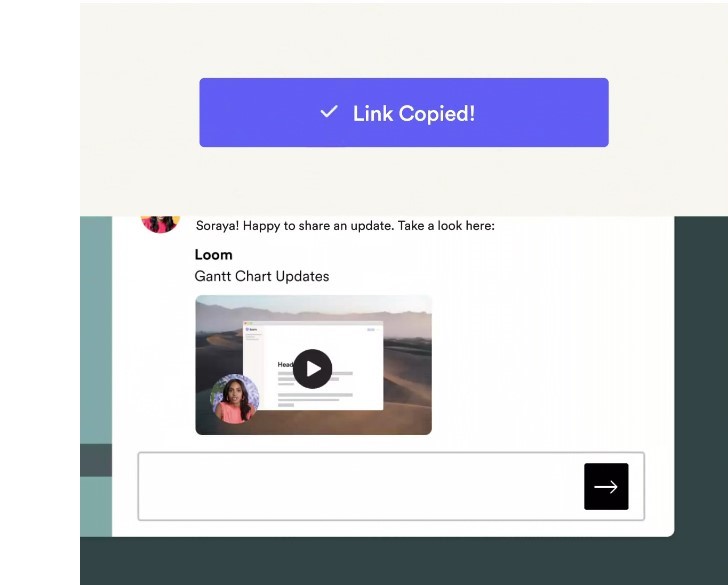 Link Copied!
Soraya! Happy to share an update. Take a look here:
Loom
Gantt Chart Updates
Head